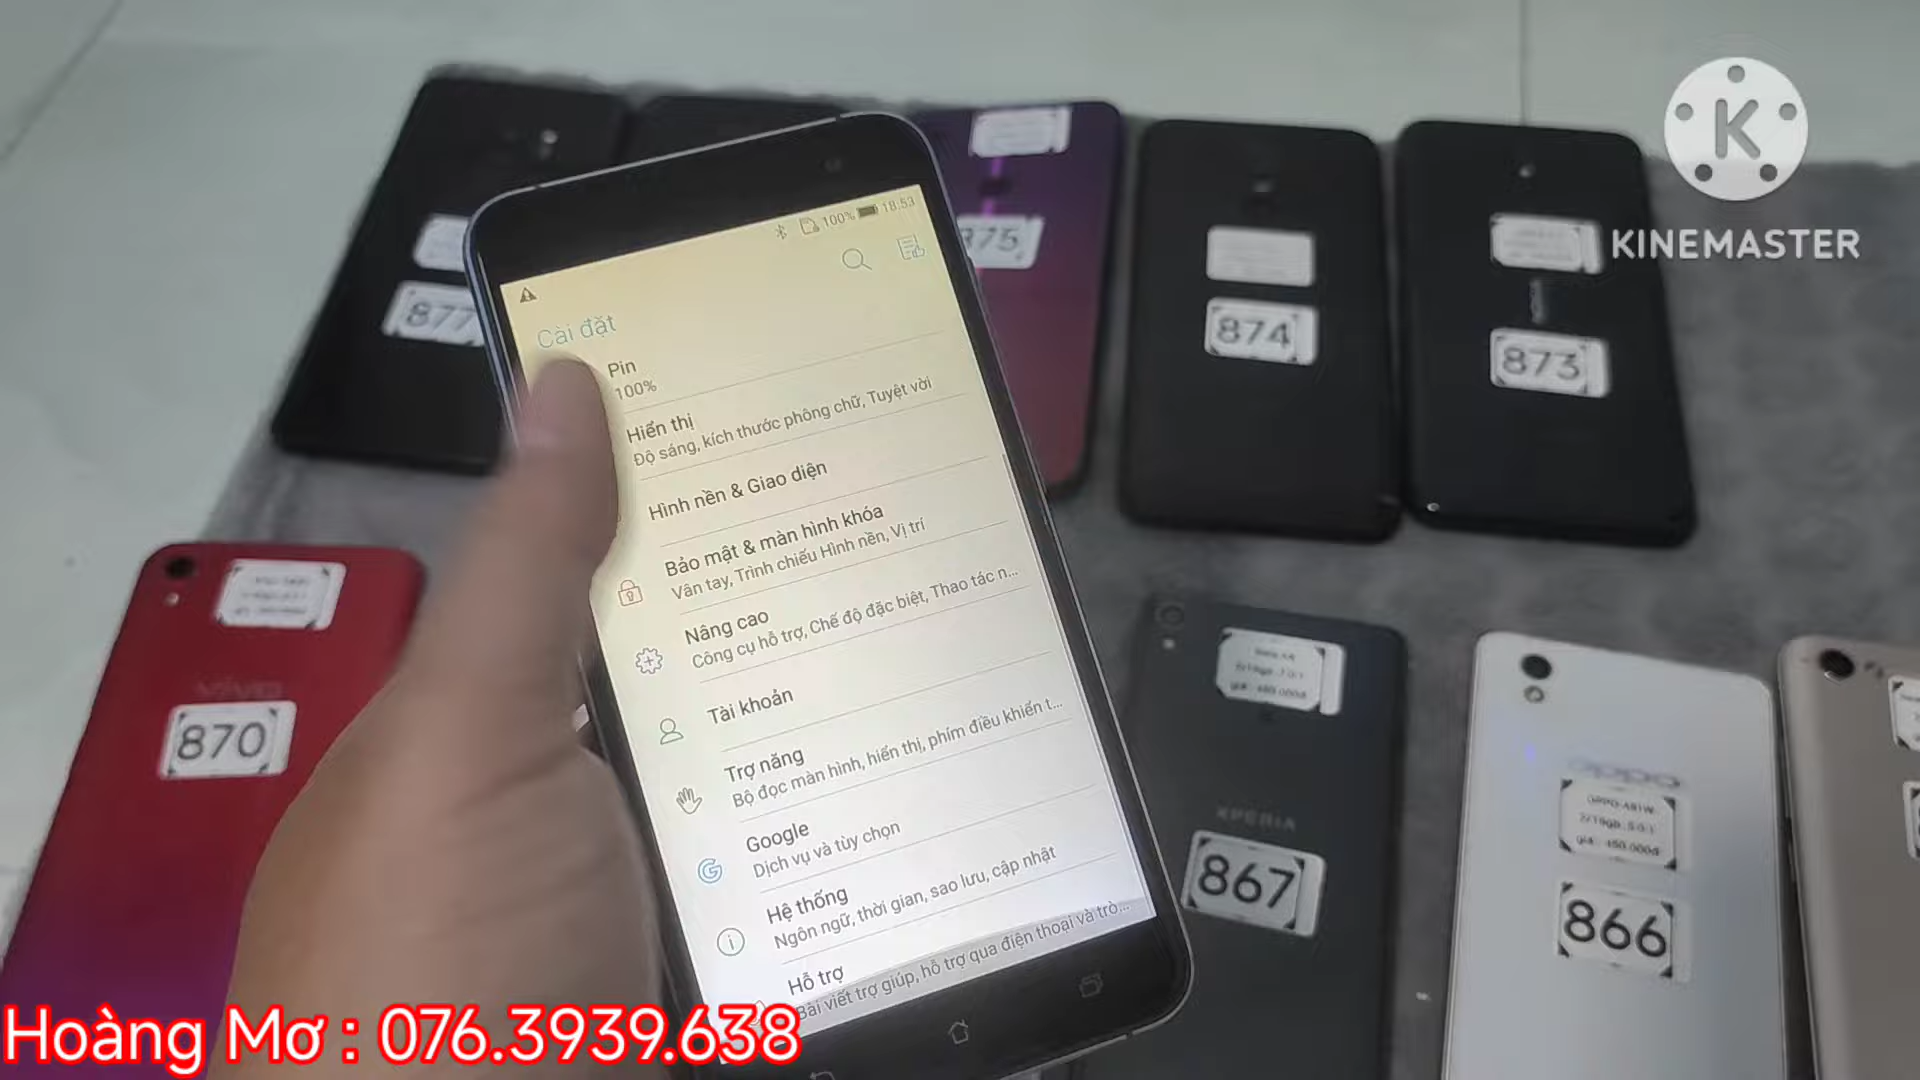 KINEMASTER
100% 18:53
Cài đặt
Pin
100%
Hiển thị
Độ sáng, kích thước phông chữ, Tuyệt vời
Hình nền & Giao diện
Bảo mật & màn hình khóa
Vân tay, Trình chiếu Hình nền, Vị trí
Nâng cao
Công cụ hỗ trợ, Chế độ đặc biệt, Thao tác n...
Tài khoản
Trợ năng
Bộ đọc màn hình, hiển thị, phím điều khiển t...
Google
Dịch vụ và tùy chọn
Hệ thống
Ngôn ngữ, thời gian, sao lưu, cập nhật
Hỗ trợ
Bài viết trợ giúp, hỗ trợ qua điện thoại và trò...
877
875
874
873
870
VIVO
XPERIA
867
oppo
giá : 450.000đ
866
Hoàng Mơ : 076.3939.638